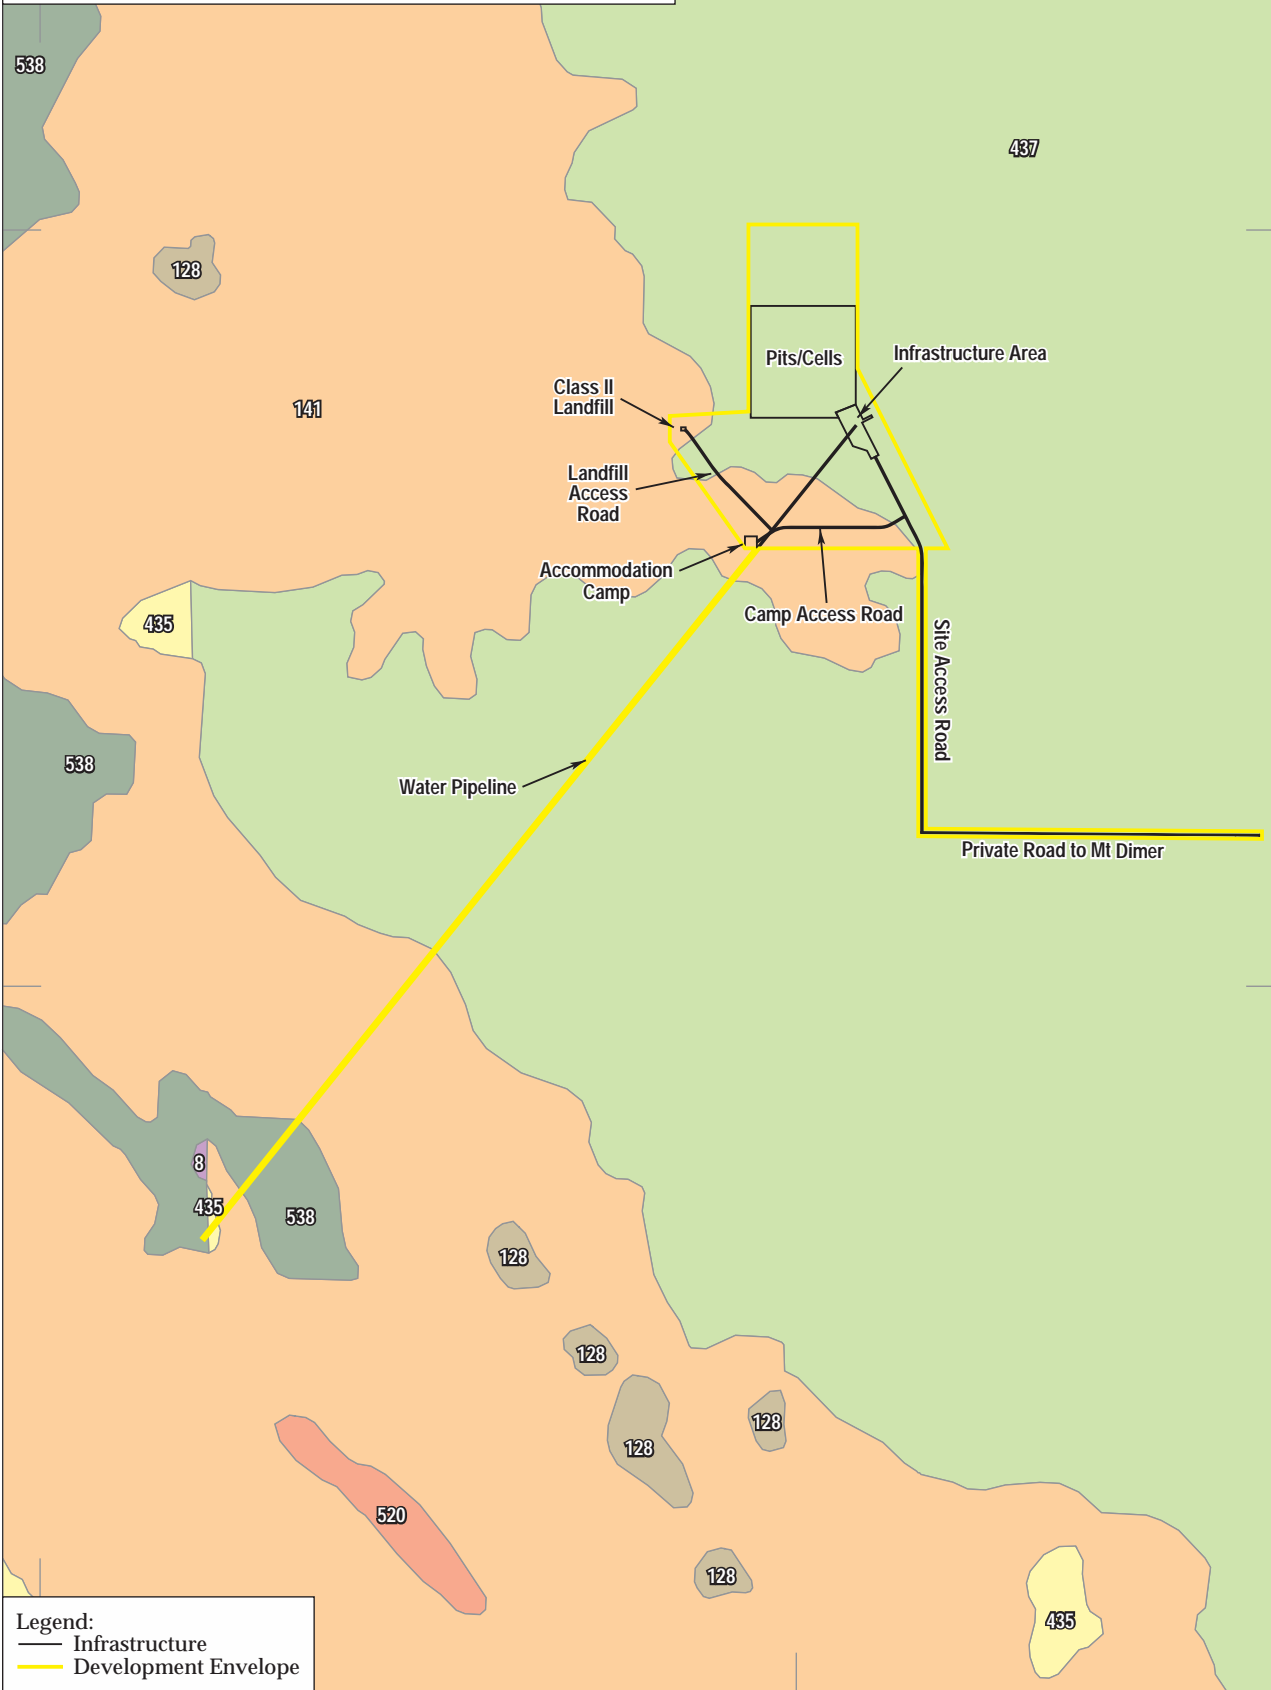 538
437
128
Pits/Cells
Infrastructure Area
Class II
Landfill
141
Landfill
Access
Road
Accommodation
Camp
Camp Access Road
435
Site Access Road
538
Water Pipeline
Private Road to Mt Dimer
8
435
538
128
128
128
128
520
128
435
Legend:
Infrastructure
Development Envelope